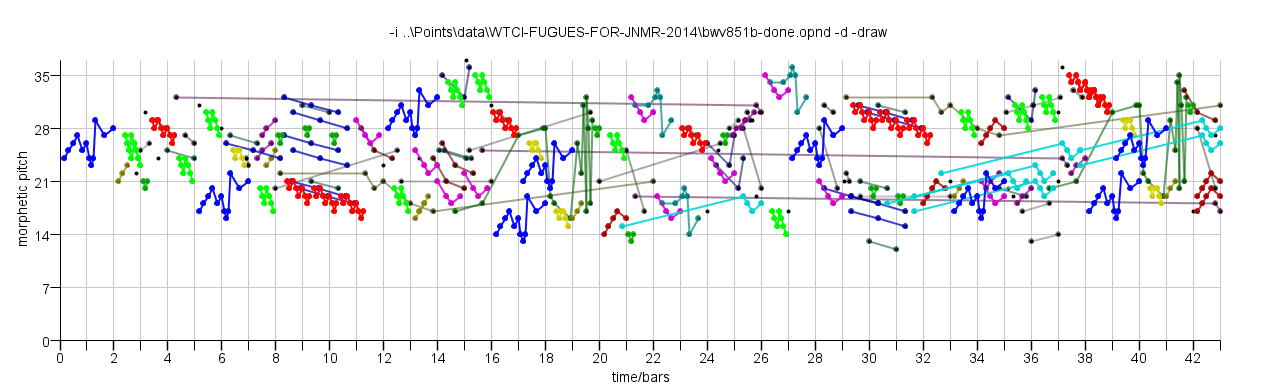 -i ..\Points\data\WTCI-FUGUES-FOR-JNMR-2014\bwv851b-done.opnd -d -draw
35
28
21
14
7
0
morphetic pitch
0 2 4 6 8 10 12 14 16 18 20 22 24 26 28 30 32 34 36 38 40 42
time/bars